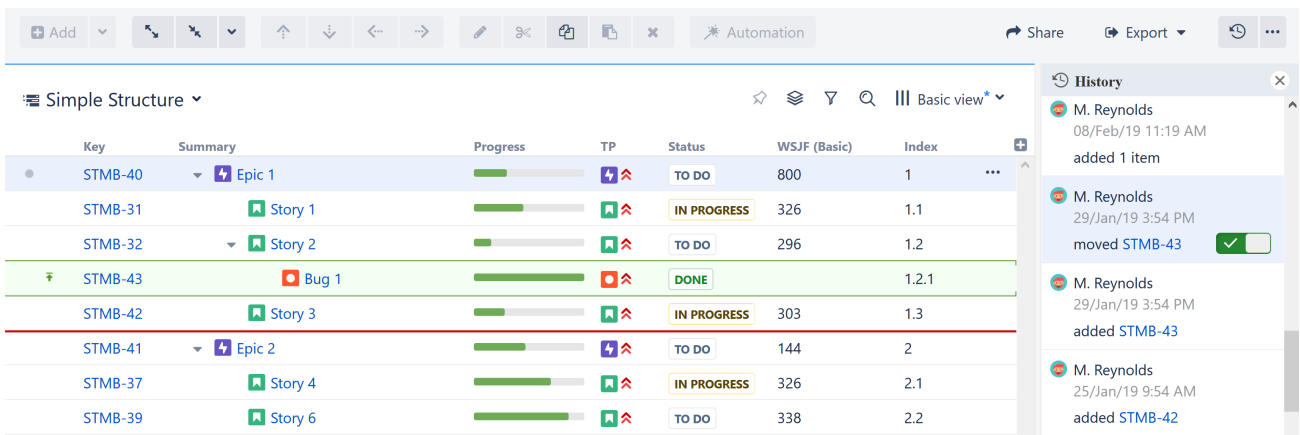 Add Automation Share Export
Simple Structure Basic view*
Key Summary Progress TP Status WSJF (Basic) Index
STMB-40 Epic 1 TO DO 800 1
STMB-31 Story 1 IN PROGRESS 326 1.1
STMB-32 Story 2 TO DO 296 1.2
STMB-43 Bug 1 DONE 1.2.1
STMB-42 Story 3 IN PROGRESS 303 1.3
STMB-41 Epic 2 TO DO 144 2
STMB-37 Story 4 IN PROGRESS 326 2.1
STMB-39 Story 6 TO DO 338 2.2
History
M. Reynolds
08/Feb/19 11:19 AM
added 1 item
M. Reynolds
29/Jan/19 3:54 PM
moved STMB-43
M. Reynolds
29/Jan/19 3:54 PM
added STMB-43
M. Reynolds
25/Jan/19 9:54 AM
added STMB-42